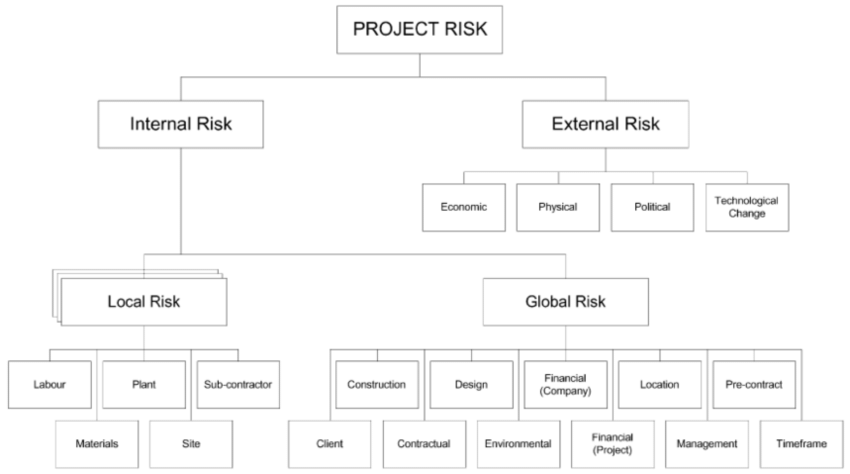 PROJECT RISK
Internal Risk
External Risk
Economic
Physical
Political
Technological
Change
Local Risk
Global Risk
Labour
Plant
Sub-contractor
Construction
Design
Financial
(Company)
Location
Pre-contract
Materials
Site
Client
Contractual
Environmental
Financial
(Project)
Management
Timeframe